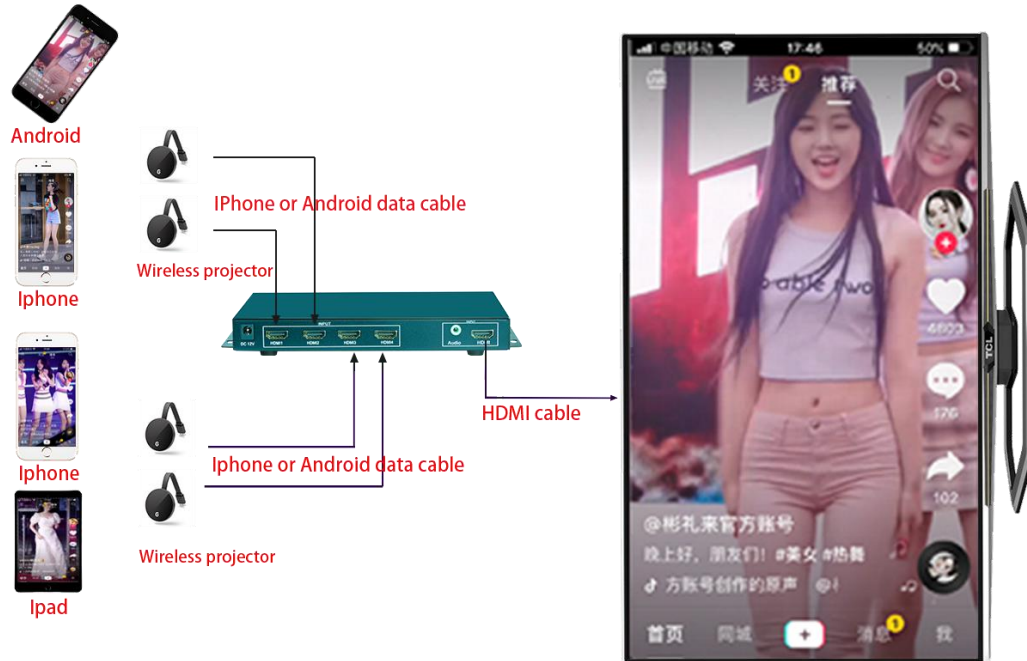 Android
Iphone
Iphone
Ipad
G
G
IPhone or Android data cable
Wireless projector
INPUT
DC 12V
HDMI1
HDMI2
HDMI3
HDMI4
Audio
HDMI cable
G
G
Iphone or Android data cable
Wireless projector
中国移动
17:46
50%
关注
1
推荐
4603
176
102
@彬礼来官方账号
晚上好，朋友们！#美女 #热舞
方账号创作的原声
首页
同城
消息
1
我
TCL